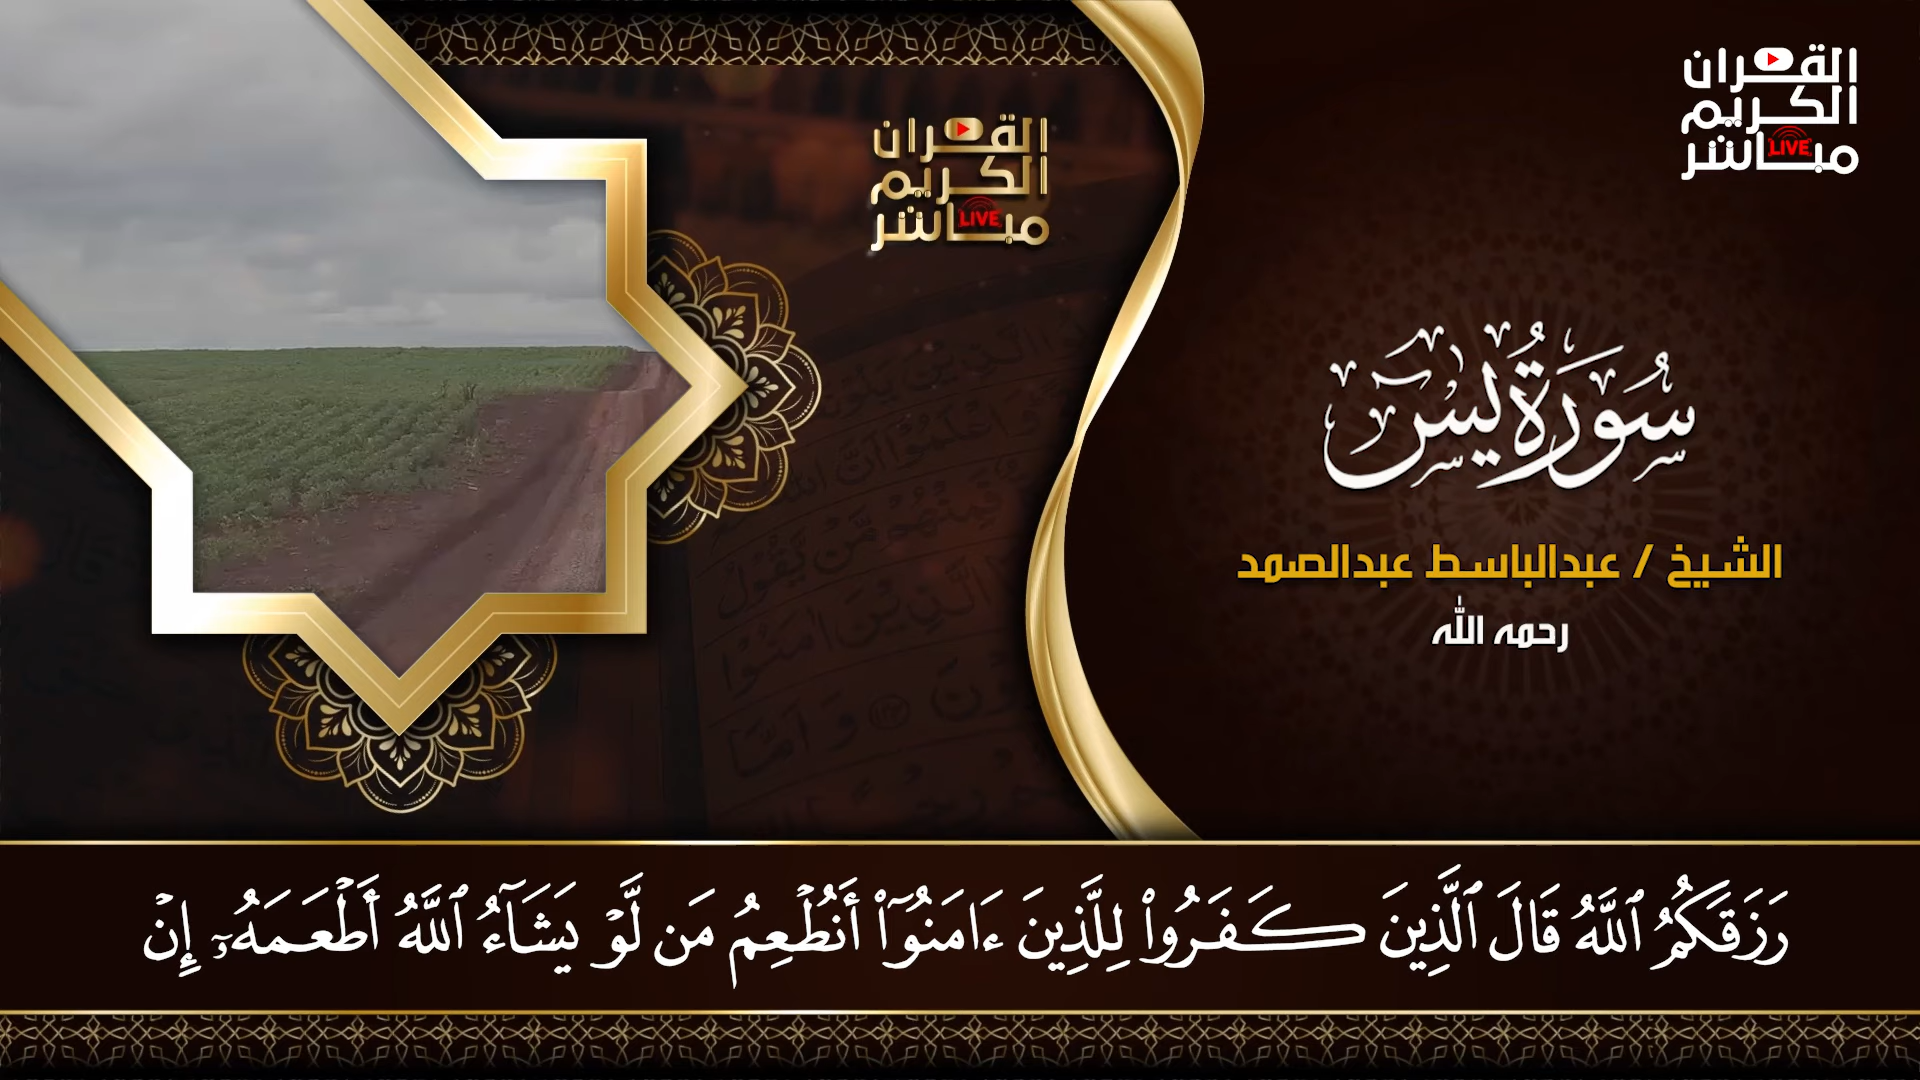 القرآن
الكريم
مباشر
LIVE
القرآن
الكريم
مباشر
LIVE
سُورَةُ يسٓ
الشيخ / عبدالباسط عبدالصمد
رحمه الله
رَزَقَكُمُ ٱللَّهُ قَالَ ٱلَّذِينَ كَفَرُوا۟ لِلَّذِينَ ءَامَنُوٓا۟ أَنُطْعِمُ مَن لَّوْ يَشَآءُ ٱللَّهُ أَطْعَمَهُۥٓ إِنْ